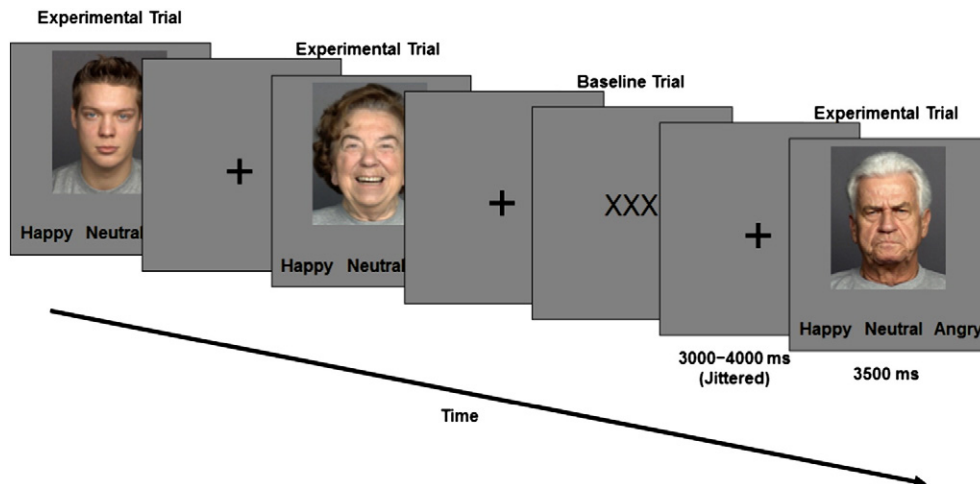 Experimental Trial
Happy Neutral
+
Experimental Trial
Happy Neutral
+
Baseline Trial
XXX
+
3000–4000 ms
(Jittered)
Experimental Trial
Happy Neutral Angry
3500 ms
Time